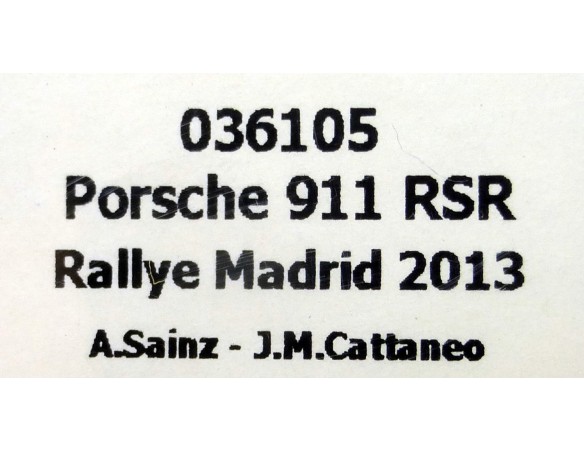 036105
Porsche 911 RSR
Rallye Madrid 2013
A.Sainz - J.M.Cattaneo